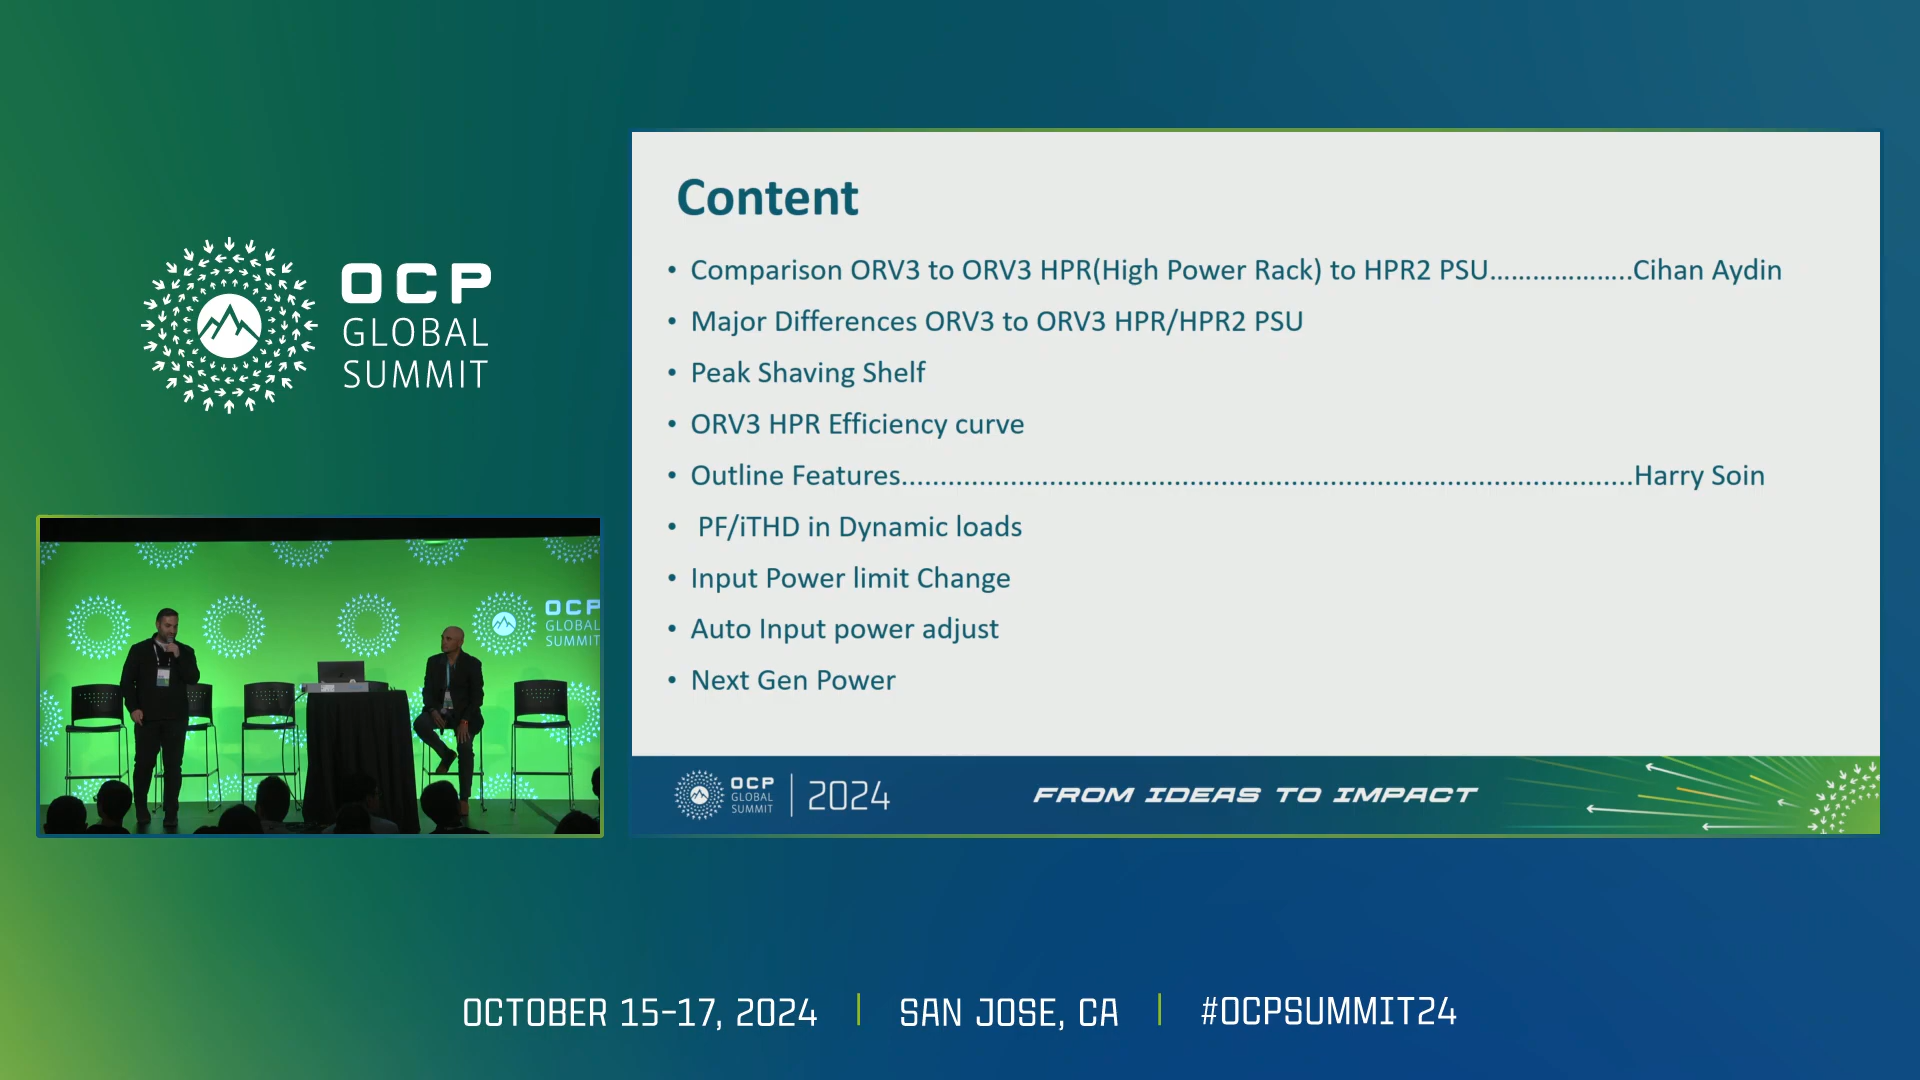 OCP
GLOBAL
SUMMIT
Content
• Comparison ORV3 to ORV3 HPR(High Power Rack) to HPR2 PSU...................Cihan Aydin
• Major Differences ORV3 to ORV3 HPR/HPR2 PSU
• Peak Shaving Shelf
• ORV3 HPR Efficiency curve
• Outline Features..............................................................................................Harry Soin
• PF/iTHD in Dynamic loads
• Input Power limit Change
• Auto Input power adjust
• Next Gen Power
OCP
GLOBAL
SUMMIT
OCP
GLOBAL
SUMMIT
2024
FROM IDEAS TO IMPACT
OCTOBER 15-17, 2024 | SAN JOSE, CA | #OCPSUMMIT24